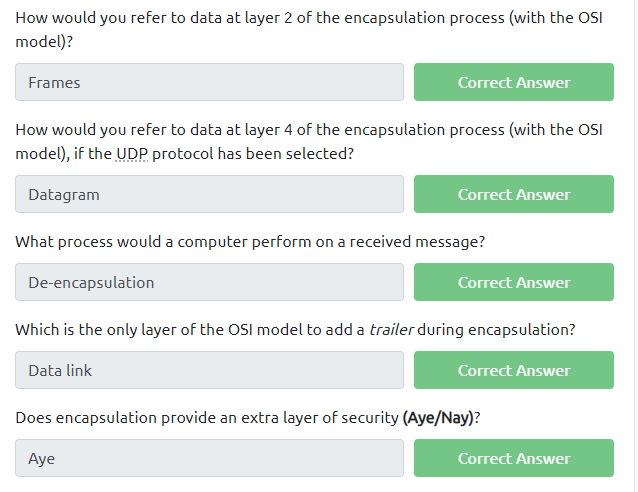 How would you refer to data at layer 2 of the encapsulation process (with the OSI
model)?
Frames
Correct Answer
How would you refer to data at layer 4 of the encapsulation process (with the OSI
model), if the UDP protocol has been selected?
Datagram
Correct Answer
What process would a computer perform on a received message?
De-encapsulation
Correct Answer
Which is the only layer of the OSI model to add a trailer during encapsulation?
Data link
Correct Answer
Does encapsulation provide an extra layer of security (Aye/Nay)?
Aye
Correct Answer